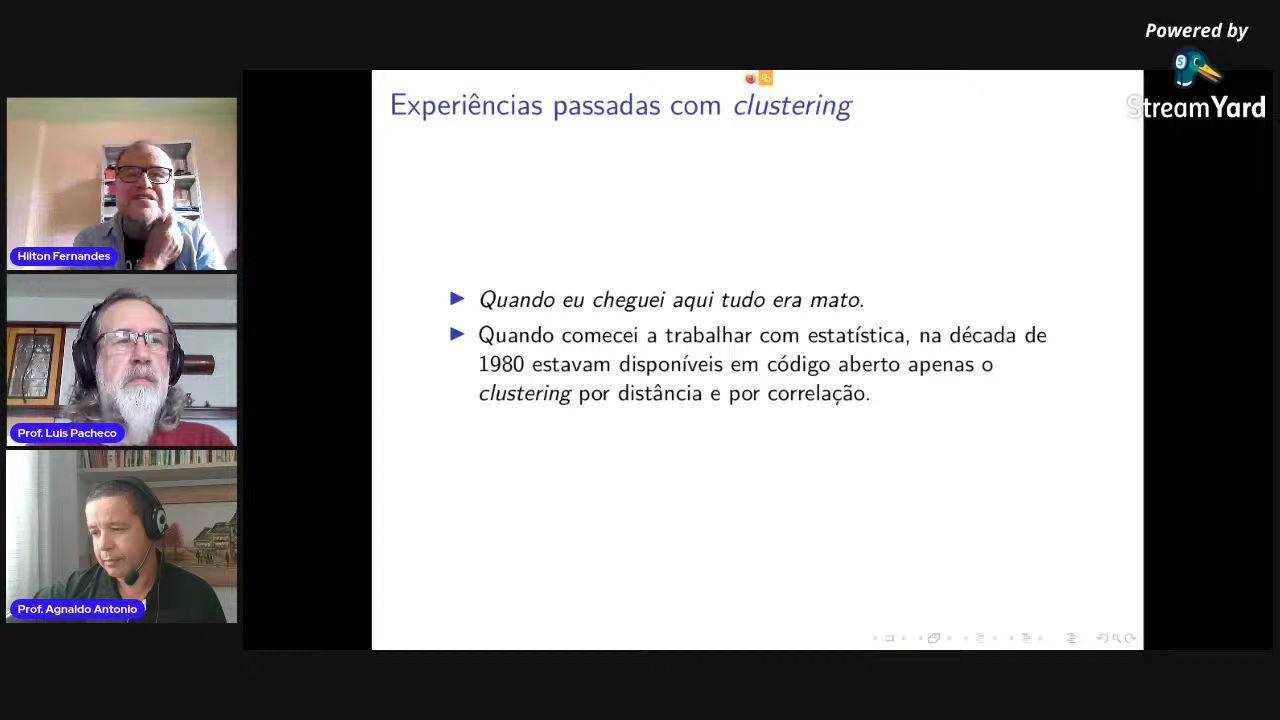 Powered by
StreamYard
Experiências passadas com clustering
Quando eu cheguei aqui tudo era mato.
Quando comecei a trabalhar com estatística, na década de
1980 estavam disponíveis em código aberto apenas o
clustering por distância e por correlação.
Hilton Fernandes
Prof. Luis Pacheco
Prof. Agnaldo Antonio